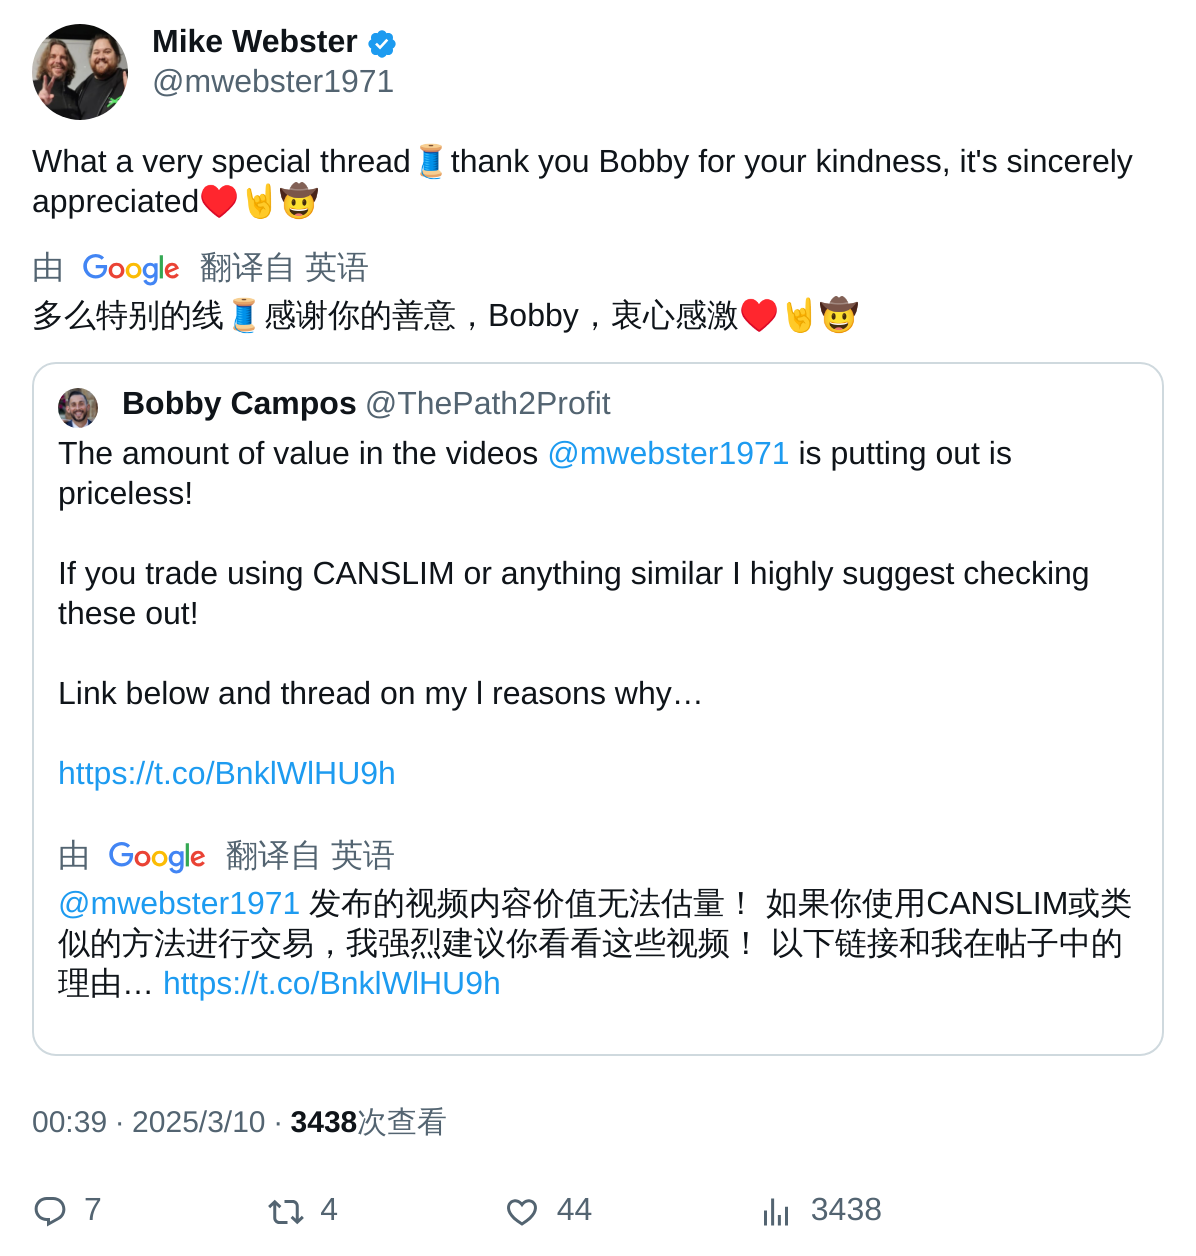 Mike Webster
@mwebster1971
What a very special thread🧵thank you Bobby for your kindness, it's sincerely
appreciated♥️🤘🤠
由 Google 翻译自 英语
多么特别的线🧵感谢你的善意，Bobby，衷心感激♥️🤘🤠
Bobby Campos @ThePath2Profit
The amount of value in the videos @mwebster1971 is putting out is
priceless!
If you trade using CANSLIM or anything similar I highly suggest checking
these out!
Link below and thread on my l reasons why…
https://t.co/BnklWlHU9h
由 Google 翻译自 英语
@mwebster1971 发布的视频内容价值无法估量！ 如果你使用CANSLIM或类
似的方法进行交易，我强烈建议你看看这些视频！ 以下链接和我在帖子中的
理由… https://t.co/BnklWlHU9h
00:39 · 2025/3/10 · 3438次查看
7 4 44 3438